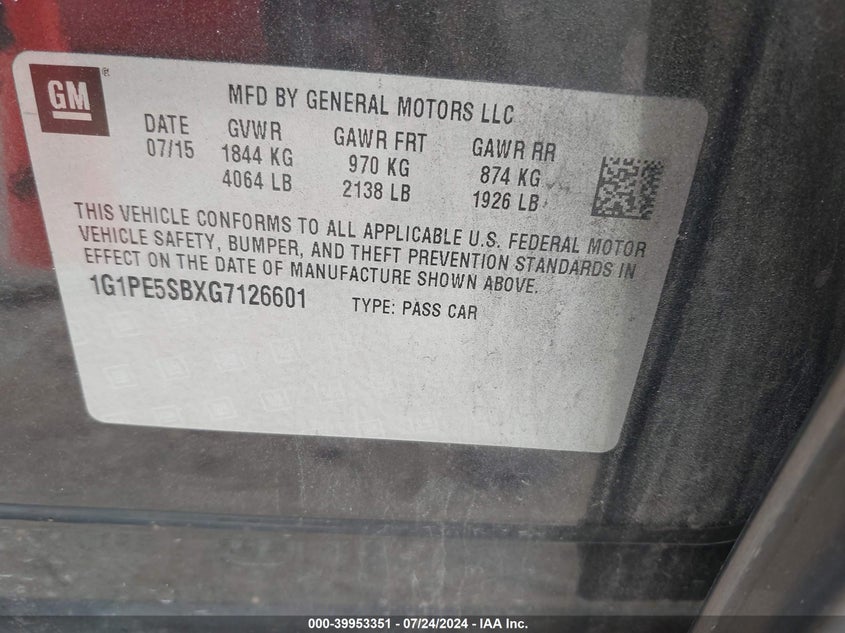 GM®
MFD BY GENERAL MOTORS LLC
DATE GVWR GAWR FRT GAWR RR
07/15 1844 KG 970 KG 874 KG
4064 LB 2138 LB 1926 LB
THIS VEHICLE CONFORMS TO ALL APPLICABLE U.S. FEDERAL MOTOR
VEHICLE SAFETY, BUMPER, AND THEFT PREVENTION STANDARDS IN
EFFECT ON THE DATE OF MANUFACTURE SHOWN ABOVE.
1G1PE5SBXG7126601 TYPE: PASS CAR
000-39953351 - 07/24/2024 - IAA Inc.